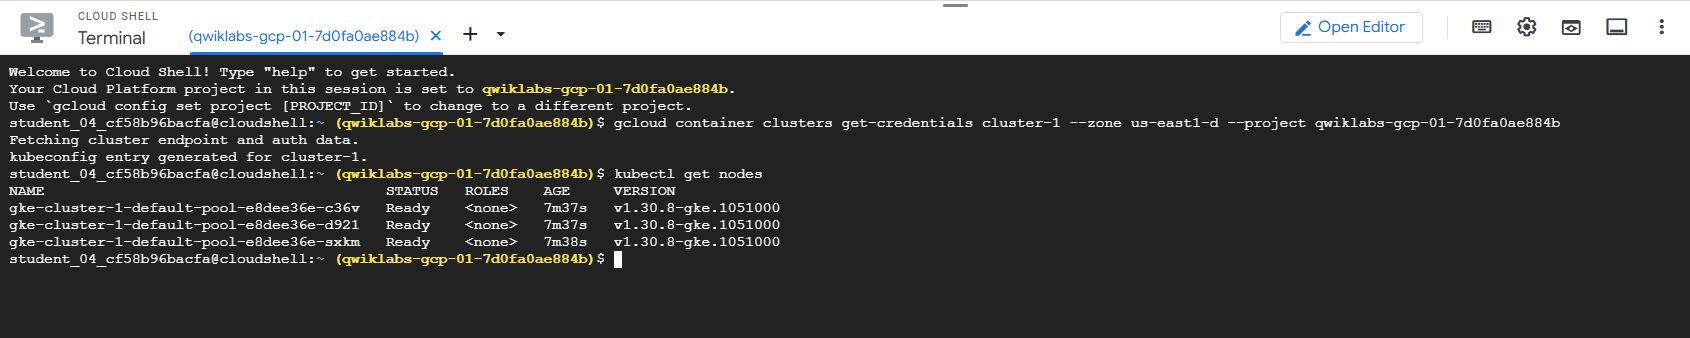 CLOUD SHELL
Terminal
(qwiklabs-gcp-01-7d0fa0ae884b)
Open Editor
Welcome to Cloud Shell! Type "help" to get started.
Your Cloud Platform project in this session is set to qwiklabs-gcp-01-7d0fa0ae884b.
Use `gcloud config set project [PROJECT_ID]` to change to a different project.
student_04_cf58b96bacfa@cloudshell:~ (qwiklabs-gcp-01-7d0fa0ae884b)$ gcloud container clusters get-credentials cluster-1 --zone us-east1-d --project qwiklabs-gcp-01-7d0fa0ae884b
Fetching cluster endpoint and auth data.
kubeconfig entry generated for cluster-1.
student_04_cf58b96bacfa@cloudshell:~ (qwiklabs-gcp-01-7d0fa0ae884b)$ kubectl get nodes
NAME STATUS ROLES AGE VERSION
gke-cluster-1-default-pool-e8dee36e-c36v Ready <none> 7m37s v1.30.8-gke.1051000
gke-cluster-1-default-pool-e8dee36e-d921 Ready <none> 7m37s v1.30.8-gke.1051000
gke-cluster-1-default-pool-e8dee36e-sxkm Ready <none> 7m38s v1.30.8-gke.1051000
student_04_cf58b96bacfa@cloudshell:~ (qwiklabs-gcp-01-7d0fa0ae884b)$